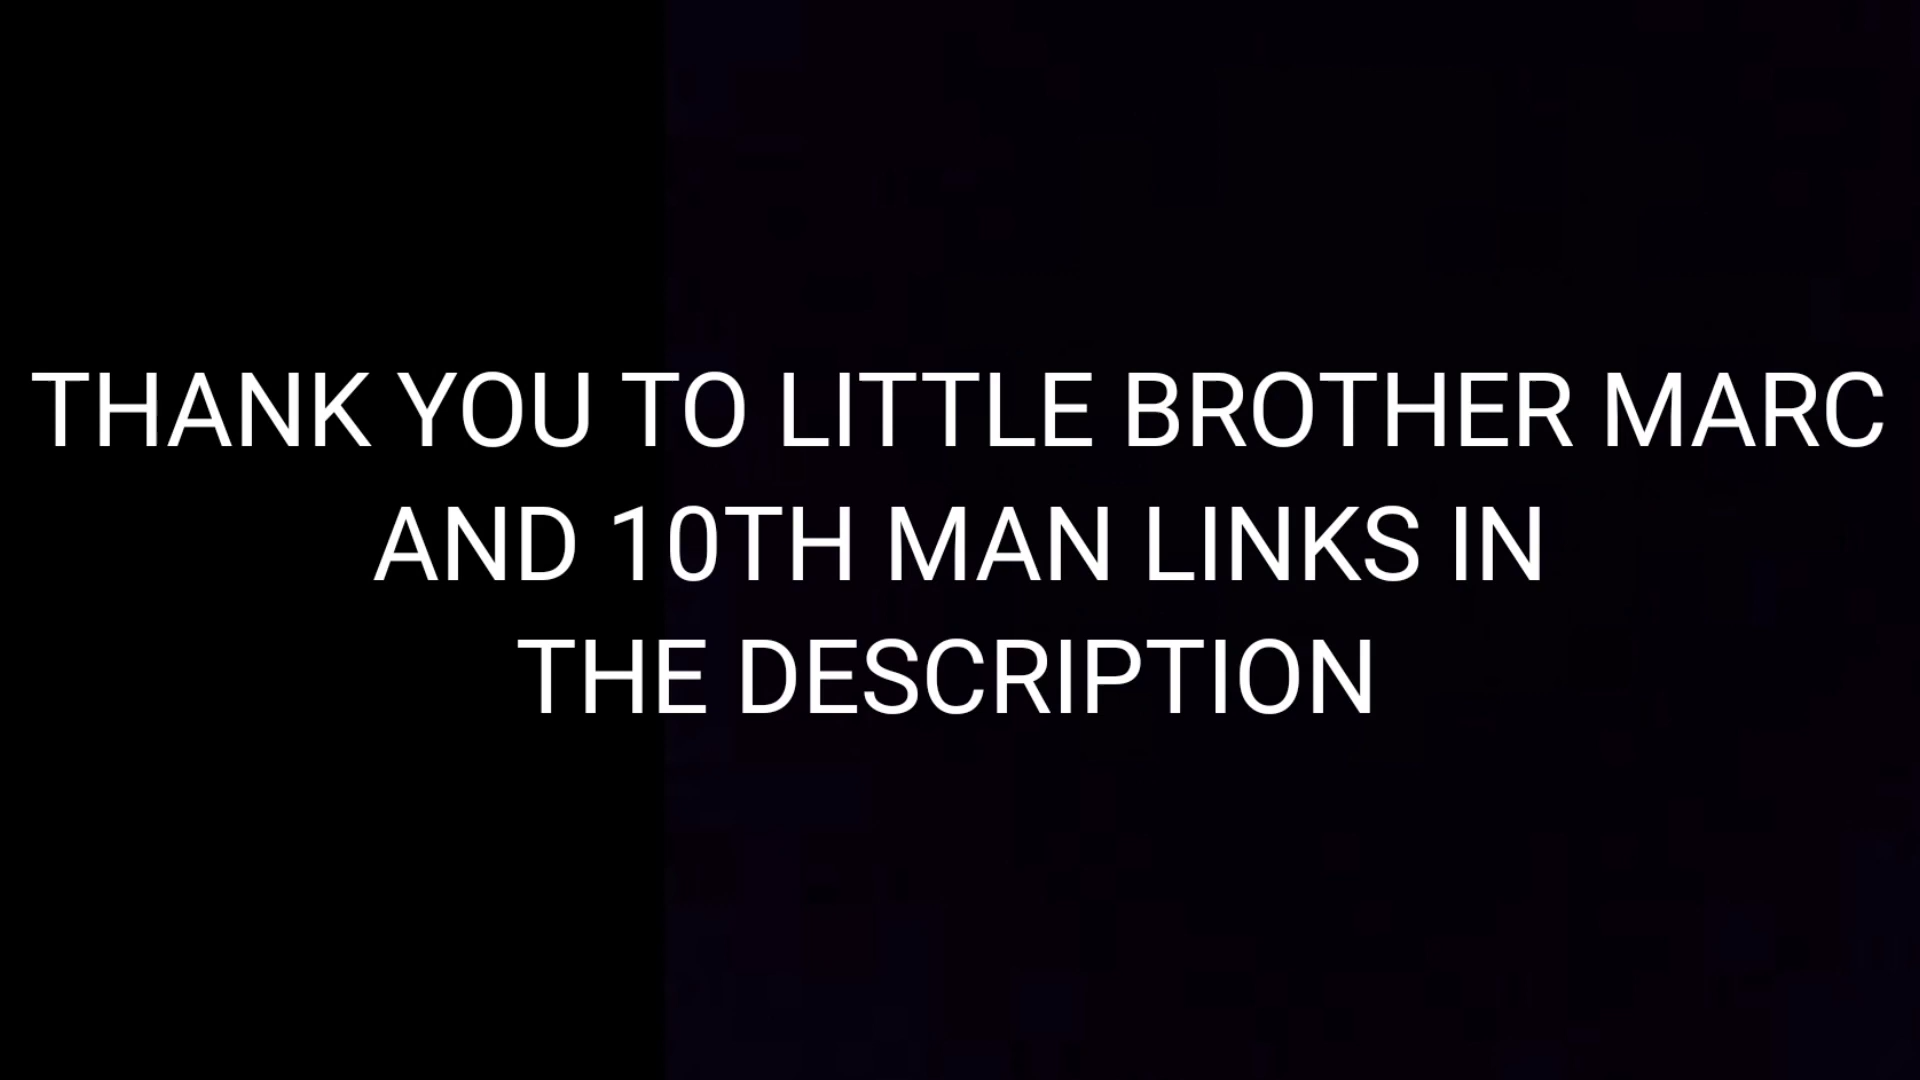 THANK YOU TO LITTLE BROTHER MARC
AND 10TH MAN LINKS IN
THE DESCRIPTION